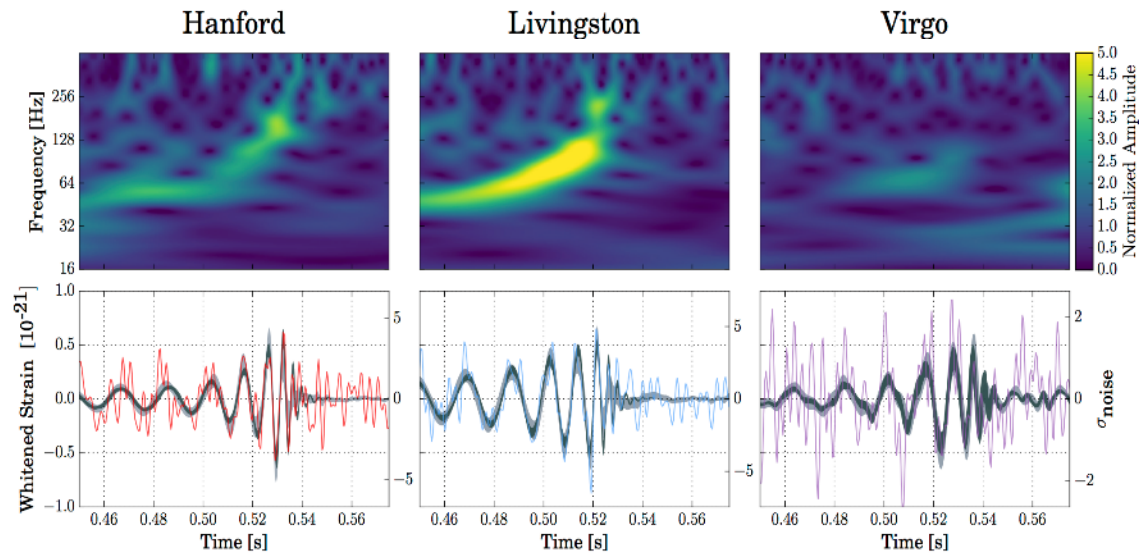 Hanford
Livingston
Virgo
Frequency [Hz]
256
128
64
32
16
5.0
4.5
4.0
3.5
3.0
2.5
2.0
1.5
1.0
0.5
0.0
Normalized Amplitude
Whitened Strain [10⁻²¹]
1.0
0.5
0.0
−0.5
−1.0
5
0
−5
5
0
−5
2
0
−2
σnoise
0.46 0.48 0.50 0.52 0.54 0.56
0.46 0.48 0.50 0.52 0.54 0.56
0.46 0.48 0.50 0.52 0.54 0.56
Time [s]
Time [s]
Time [s]